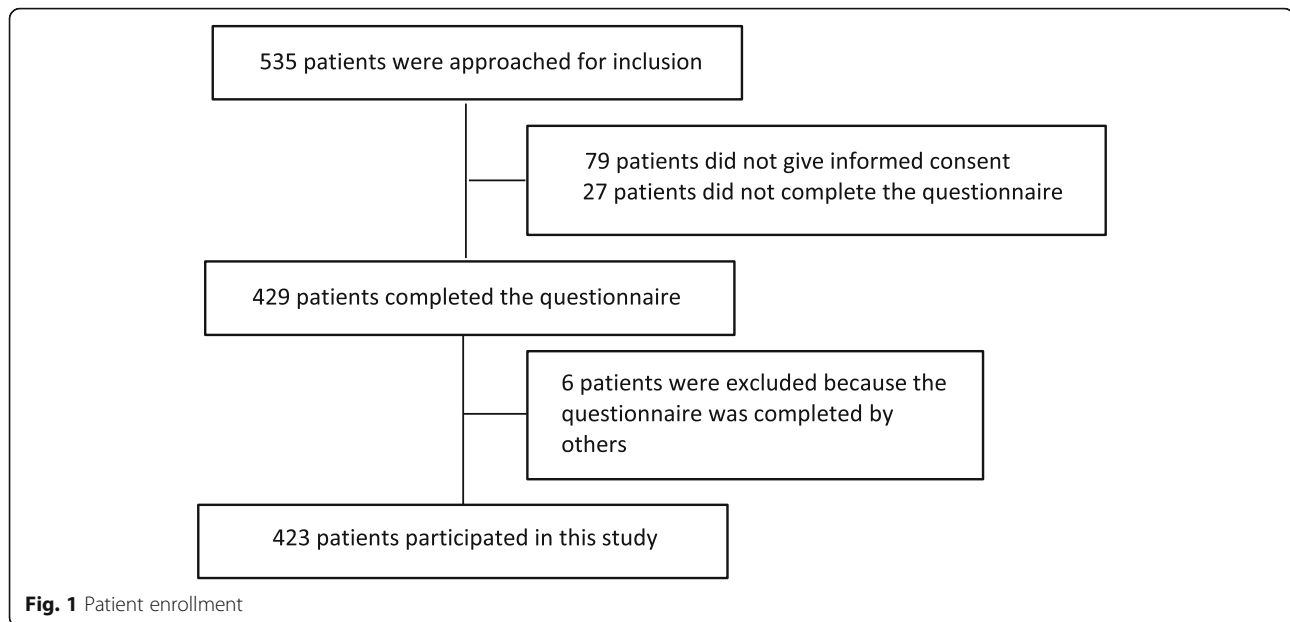 535 patients were approached for inclusion
79 patients did not give informed consent
27 patients did not complete the questionnaire
429 patients completed the questionnaire
6 patients were excluded because the
questionnaire was completed by
others
423 patients participated in this study
Fig. 1 Patient enrollment